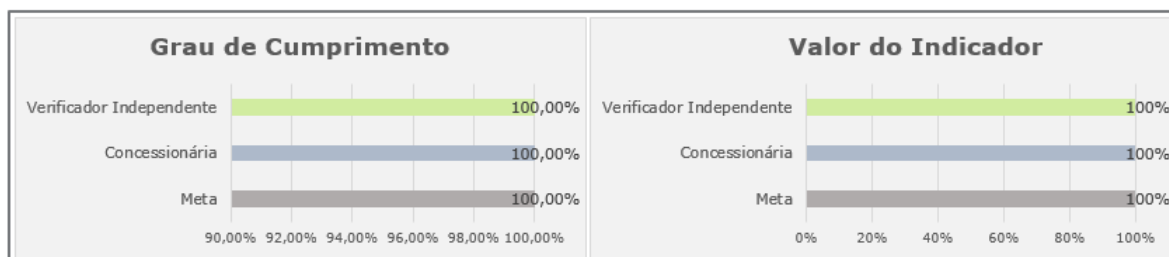 Grau de Cumprimento
Verificador Independente 100,00%
Concessionária 100,00%
Meta 100,00%
90,00% 92,00% 94,00% 96,00% 98,00% 100,00%
Valor do Indicador
Verificador Independente 100%
Concessionária 100%
Meta 100%
0% 20% 40% 60% 80% 100%